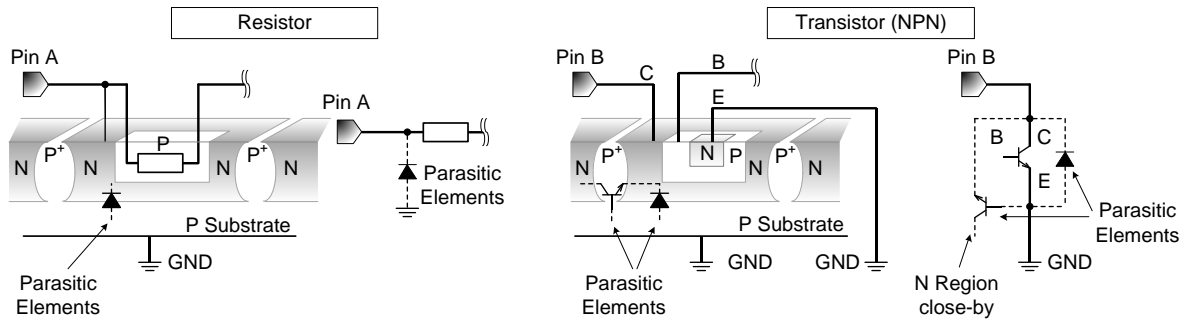 Resistor
Pin A
N
P+
N
P
P+
N
N
P Substrate
GND
Parasitic
Elements
Pin A
Parasitic
Elements
Transistor (NPN)
Pin B
C
B
E
N
P+
N
N
P
P+
N
N
P Substrate
GND
GND
Parasitic
Elements
Pin B
B
C
E
Parasitic
Elements
GND
N Region
close-by